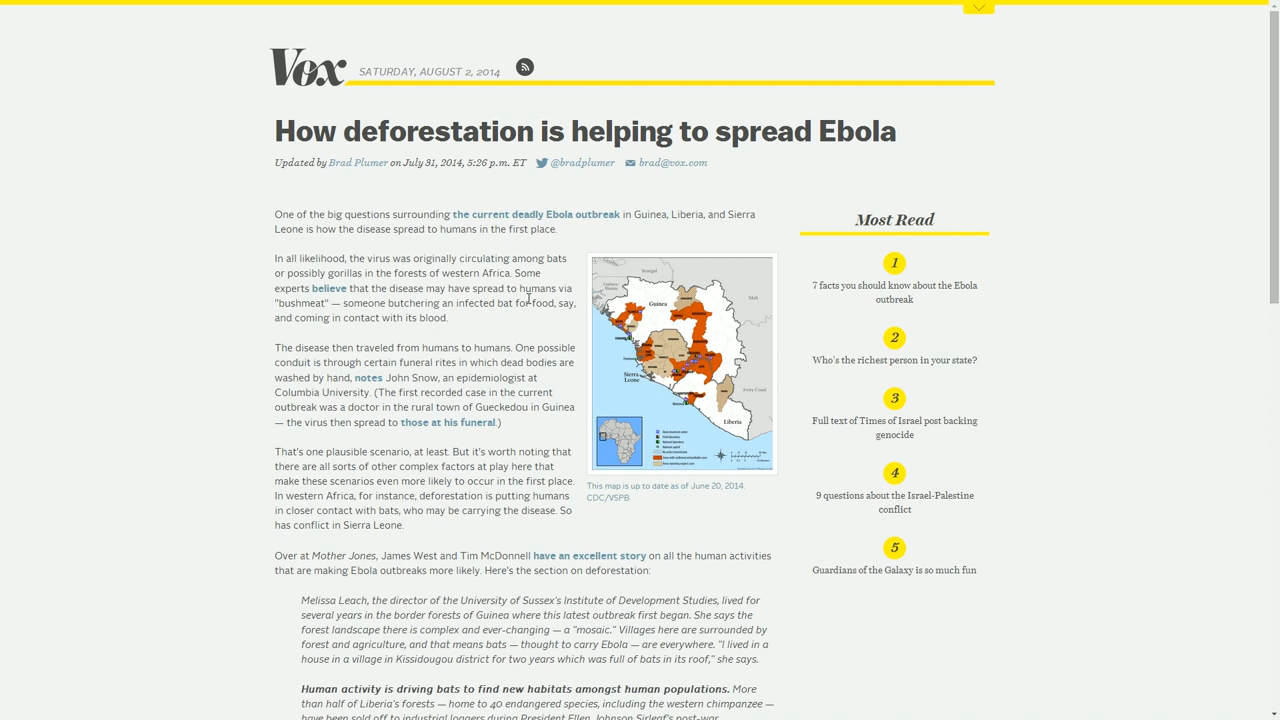 Vox
SATURDAY, AUGUST 2, 2014
How deforestation is helping to spread Ebola
Updated by Brad Plumer on July 31, 2014, 5:26 p.m. ET @bradplumer brad@vox.com
One of the big questions surrounding the current deadly Ebola outbreak in Guinea, Liberia, and Sierra
Leone is how the disease spread to humans in the first place.
In all likelihood, the virus was originally circulating among bats
or possibly gorillas in the forests of western Africa. Some
experts believe that the disease may have spread to humans via
"bushmeat" — someone butchering an infected bat for food, say,
and coming in contact with its blood.
The disease then traveled from humans to humans. One possible
conduit is through certain funeral rites in which dead bodies are
washed by hand, notes John Snow, an epidemiologist at
Columbia University. (The first recorded case in the current
outbreak was a doctor in the rural town of Gueckedou in Guinea
— the virus then spread to those at his funeral.)
That's one plausible scenario, at least. But it's worth noting that
there are all sorts of other complex factors at play here that
make these scenarios even more likely to occur in the first place.
In western Africa, for instance, deforestation is putting humans
in closer contact with bats, who may be carrying the disease. So
has conflict in Sierra Leone.
Senegal
Mali
Guinea
Sierra
Leone
Ivory Coast
Liberia
This map is up to date as of June 20, 2014.
CDC/VSPB
Over at Mother Jones, James West and Tim McDonnell have an excellent story on all the human activities
that are making Ebola outbreaks more likely. Here's the section on deforestation:
Melissa Leach, the director of the University of Sussex's Institute of Development Studies, lived for
several years in the border forests of Guinea where this latest outbreak first began. She says the
forest landscape there is complex and ever-changing — a "mosaic." Villages here are surrounded by
forest and agriculture, and that means bats — thought to carry Ebola — are everywhere. "I lived in a
house in a village in Kissidougou district for two years which was full of bats in its roof," she says.
Human activity is driving bats to find new habitats amongst human populations. More
than half of Liberia's forests — home to 40 endangered species, including the western chimpanzee —
have been sold off to industrial loggers during President Ellen Johnson Sirleaf's post-war
Most Read
1
7 facts you should know about the Ebola
outbreak
2
Who's the richest person in your state?
3
Full text of Times of Israel post backing
genocide
4
9 questions about the Israel-Palestine
conflict
5
Guardians of the Galaxy is so much fun